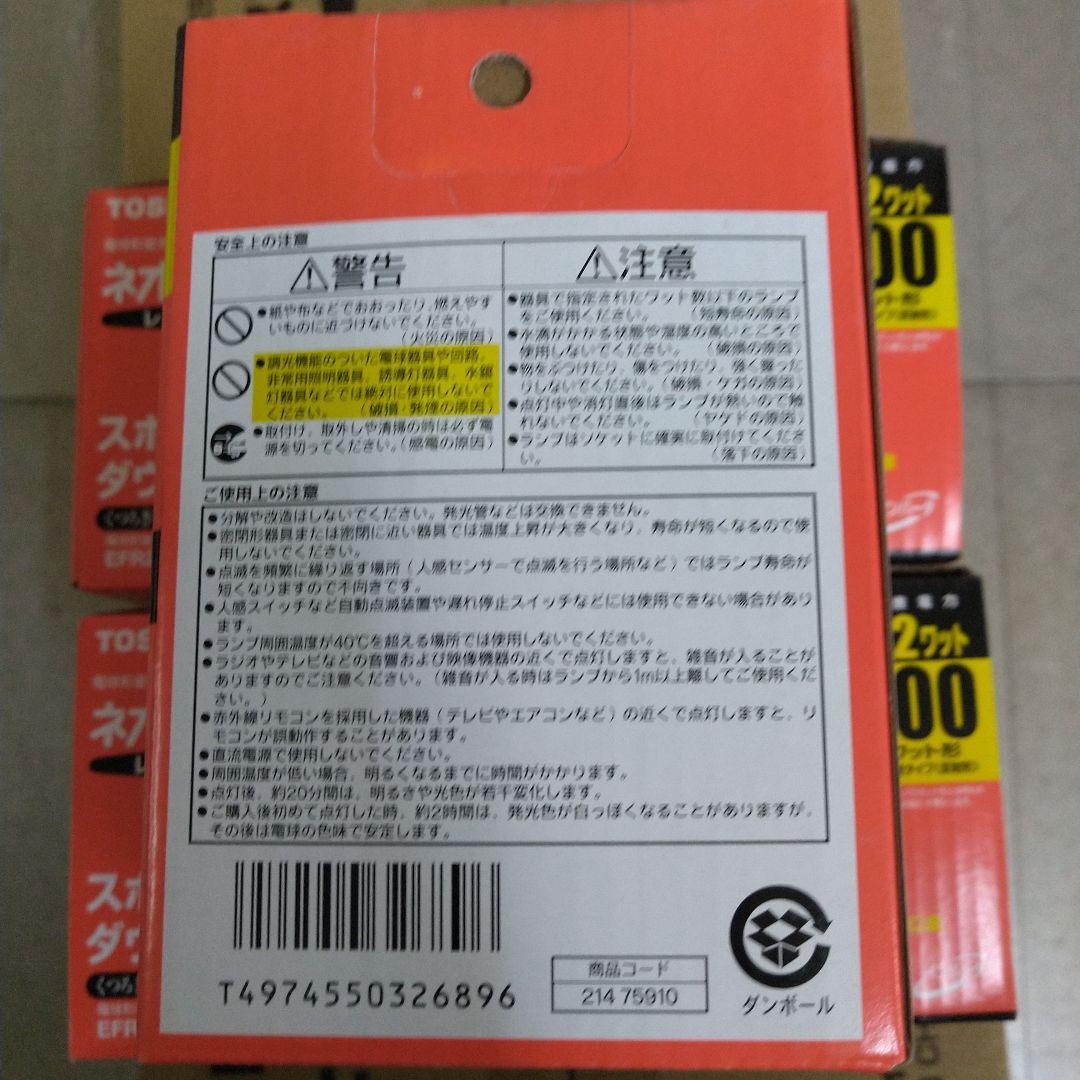 安全上の注意
警告
●紙や布などでおおったり、燃えやす
いものに近づけないでください。
(火災の原因)
●調光機能のついた電球器具や回路、
非常用照明器具、誘導灯器具、水銀
灯器具などでは絶対に使用しないで
ください。 (破損・発煙の原因)
●取付け、取外しや清掃の時は必ず電
源を切ってください。(感電の原因)
注意
●器具で指定されたワット数以下のランプ
をご使用ください。 (短寿命の原因)
●水滴がかかる状態や湿度の高いところで
使用しないでください。 (破損の原因)
●物をぶつけたり、傷をつけたり、強く握った
りしないでください。(破損・ケガの原因)
●点灯中や消灯直後はランプが熱いので触
れないでください。 (ヤケドの原因)
●ランプはソケットに確実に取付けてくださ
い。 (落下の原因)
ご使用上の注意
●分解や改造はしないでください。発光管などは交換できません。
●密閉形器具または密閉に近い器具では温度上昇が大きくなり、寿命が短くなるので使
用しないでください。
●点滅を頻繁に繰り返す場所(人感センサーで点滅を行う場所など)ではランプ寿命が
短くなりますので不向きです。
●人感スイッチなど自動点滅装置や遅れ停止スイッチなどには使用できない場合があり
ます。
●ランプ周囲温度が40℃を超える場所では使用しないでください。
●ラジオやテレビなどの音響および映像機器の近くで点灯しますと、雑音が入ることが
ありますのでご注意ください。(雑音が入る時はランプから1m以上離してご使用くだ
さい。)
●赤外線リモコンを採用した機器(テレビやエアコンなど)の近くで点灯しますと、リ
モコンが誤動作することがあります。
●直流電源で使用しないでください。
●周囲温度が低い場合、明るくなるまでに時間がかかります。
●点灯後、約20分間は、明るさや光色が若干変化します。
●ご購入後初めて点灯した時、約2時間は、発光色が白っぽくなることがありますが、
その後は電球の色味で安定します。
T4974550326896
商品コード
214 75910
ダンボール
TOS
ネオ
スポ
ダウ
EFR
TOS
ネオ
スポ
ダウ
EFR
2ワット
00
2ワット
00
ワット形